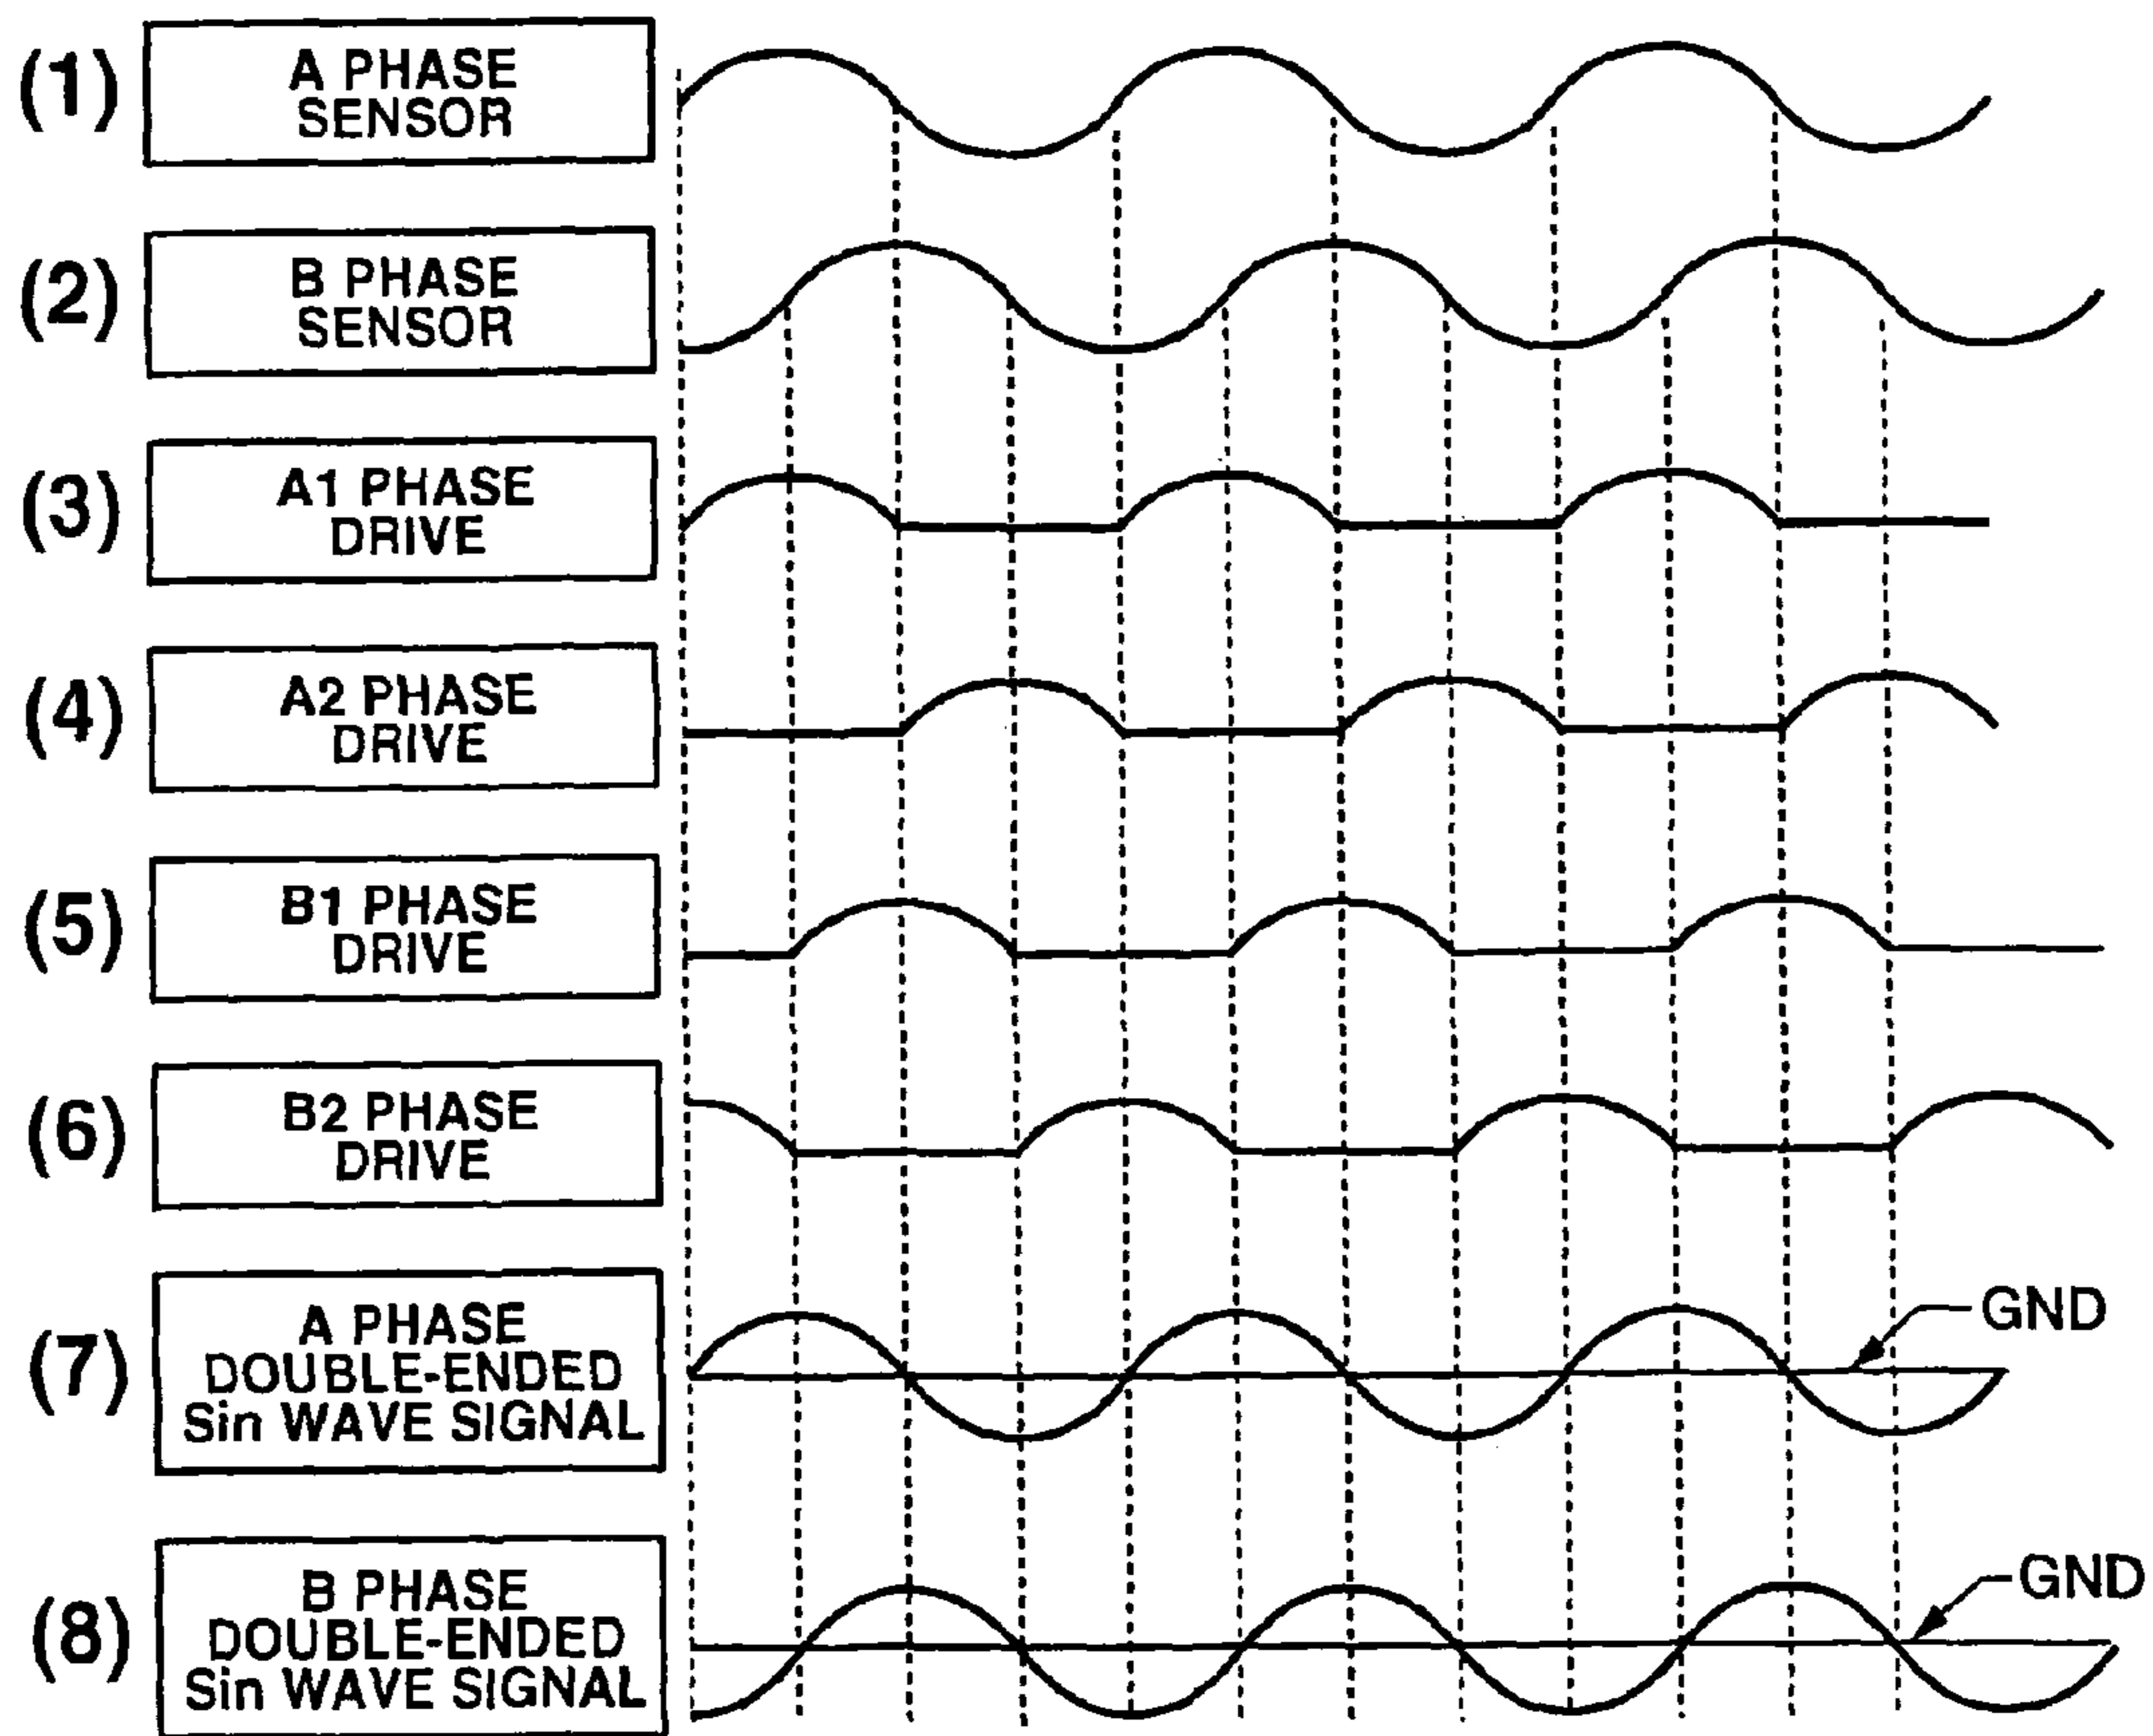 (1)
A PHASE
SENSOR
(2)
B PHASE
SENSOR
(3)
A1 PHASE
DRIVE
(4)
A2 PHASE
DRIVE
(5)
B1 PHASE
DRIVE
(6)
B2 PHASE
DRIVE
(7)
A PHASE
DOUBLE-ENDED
Sin WAVE SIGNAL
GND
(8)
B PHASE
DOUBLE-ENDED
Sin WAVE SIGNAL
GND